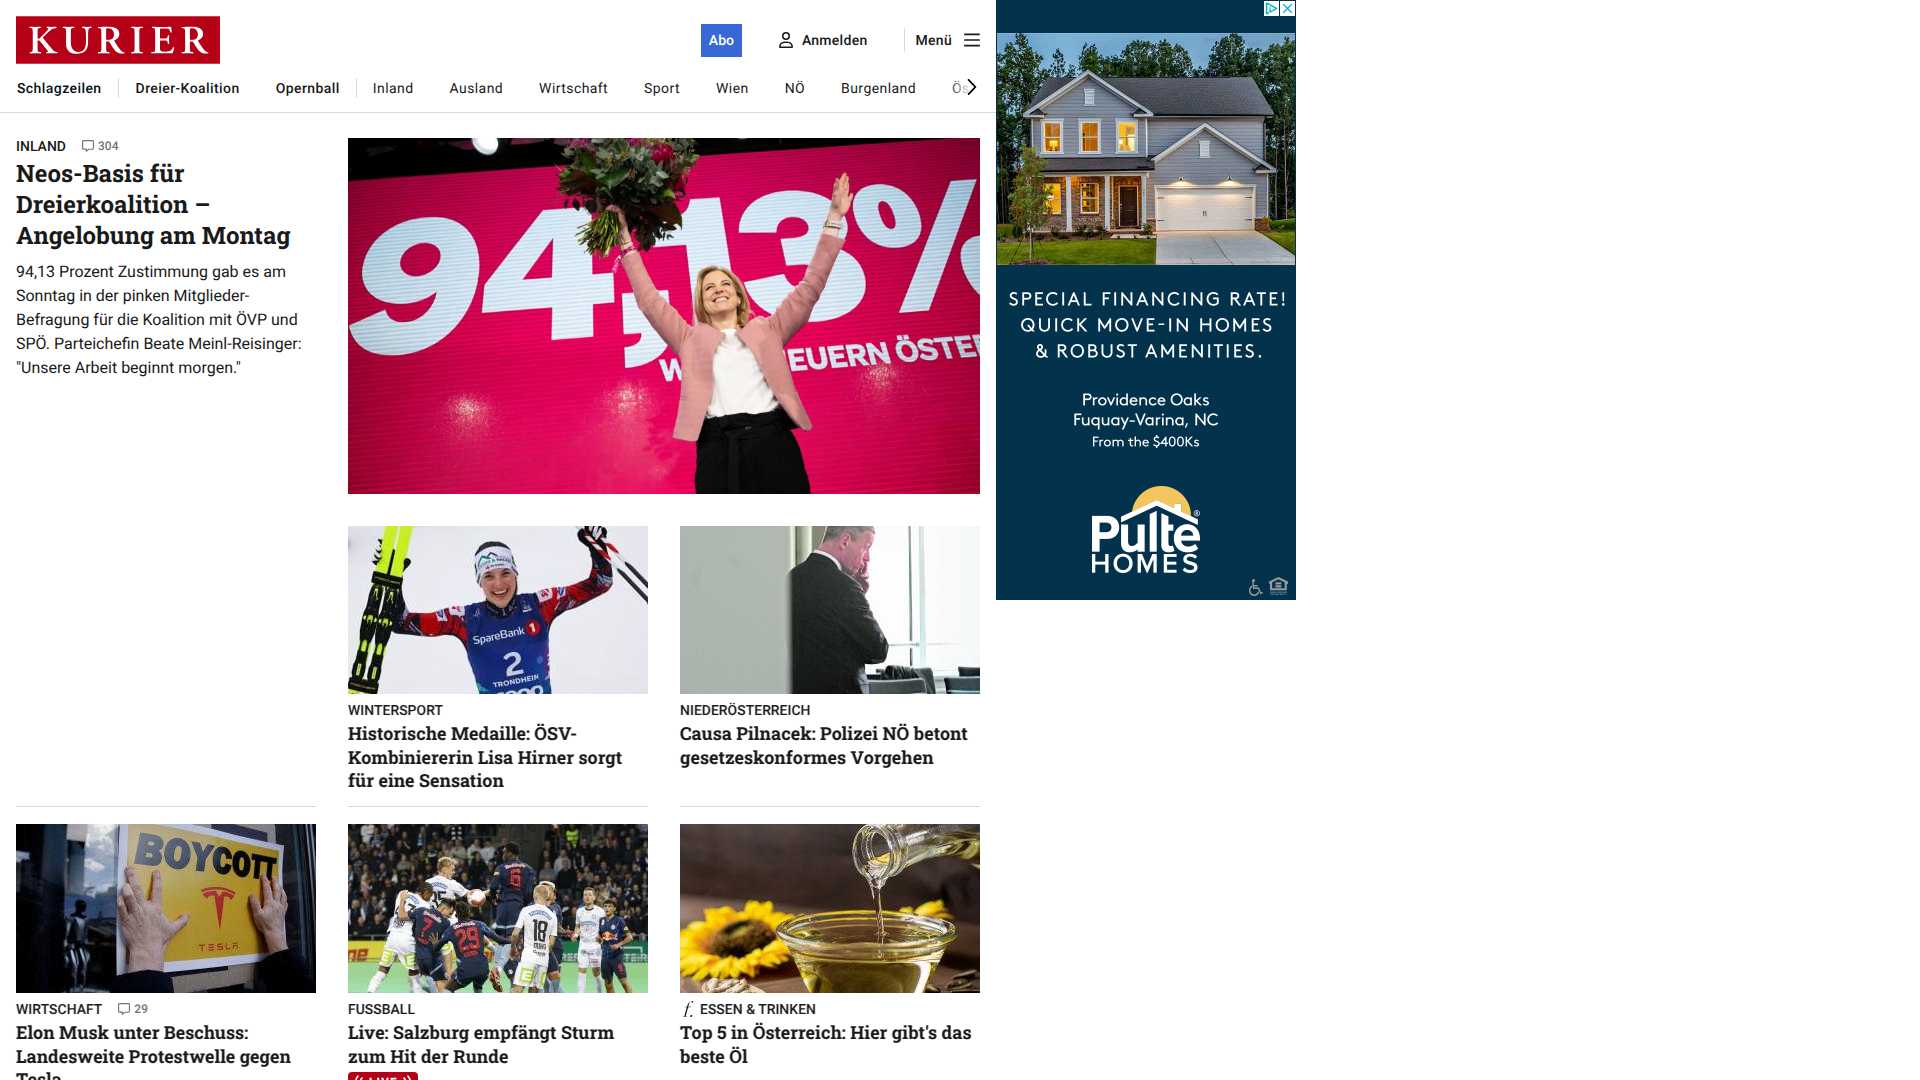 KURIER
Abo
Anmelden
Menü
Schlagzeilen
Dreier-Koalition
Opernball
Inland
Ausland
Wirtschaft
Sport
Wien
NÖ
Burgenland
INLAND 304
Neos-Basis für
Dreierkoalition –
Angelobung am Montag
94,13 Prozent Zustimmung gab es am
Sonntag in der pinken Mitglieder-
Befragung für die Koalition mit ÖVP und
SPÖ. Parteichefin Beate Meinl-Reisinger:
"Unsere Arbeit beginnt morgen."
94,13%
EUERN ÖSTE
SpareBank 1
2
TRONDHEIM
WINTERSPORT
Historische Medaille: ÖSV-
Kombiniererin Lisa Hirner sorgt
für eine Sensation
NIEDERÖSTERREICH
Causa Pilnacek: Polizei NÖ betont
gesetzeskonformes Vorgehen
BOYCOTT
TESLA
WIRTSCHAFT 29
Elon Musk unter Beschuss:
Landesweite Protestwelle gegen
Tesla
6
7
29
18
FUSSBALL
Live: Salzburg empfängt Sturm
zum Hit der Runde
LIVE
f. ESSEN & TRINKEN
Top 5 in Österreich: Hier gibt's das
beste Öl
SPECIAL FINANCING RATE!
QUICK MOVE-IN HOMES
& ROBUST AMENITIES.
Providence Oaks
Fuquay-Varina, NC
From the $400Ks
Pulte®
HOMES